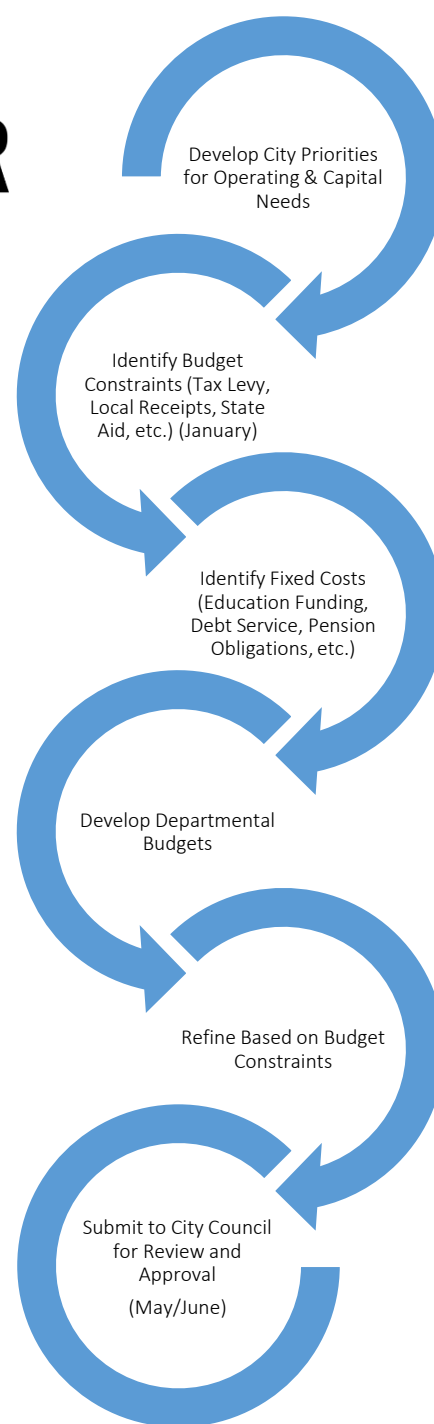 R
Develop City Priorities
for Operating & Capital
Needs
Identify Budget
Constraints (Tax Levy,
Local Receipts, State
Aid, etc.) (January)
Identify Fixed Costs
(Education Funding,
Debt Service, Pension
Obligations, etc.)
Develop Departmental
Budgets
Refine Based on Budget
Constraints
Submit to City Council
for Review and
Approval
(May/June)